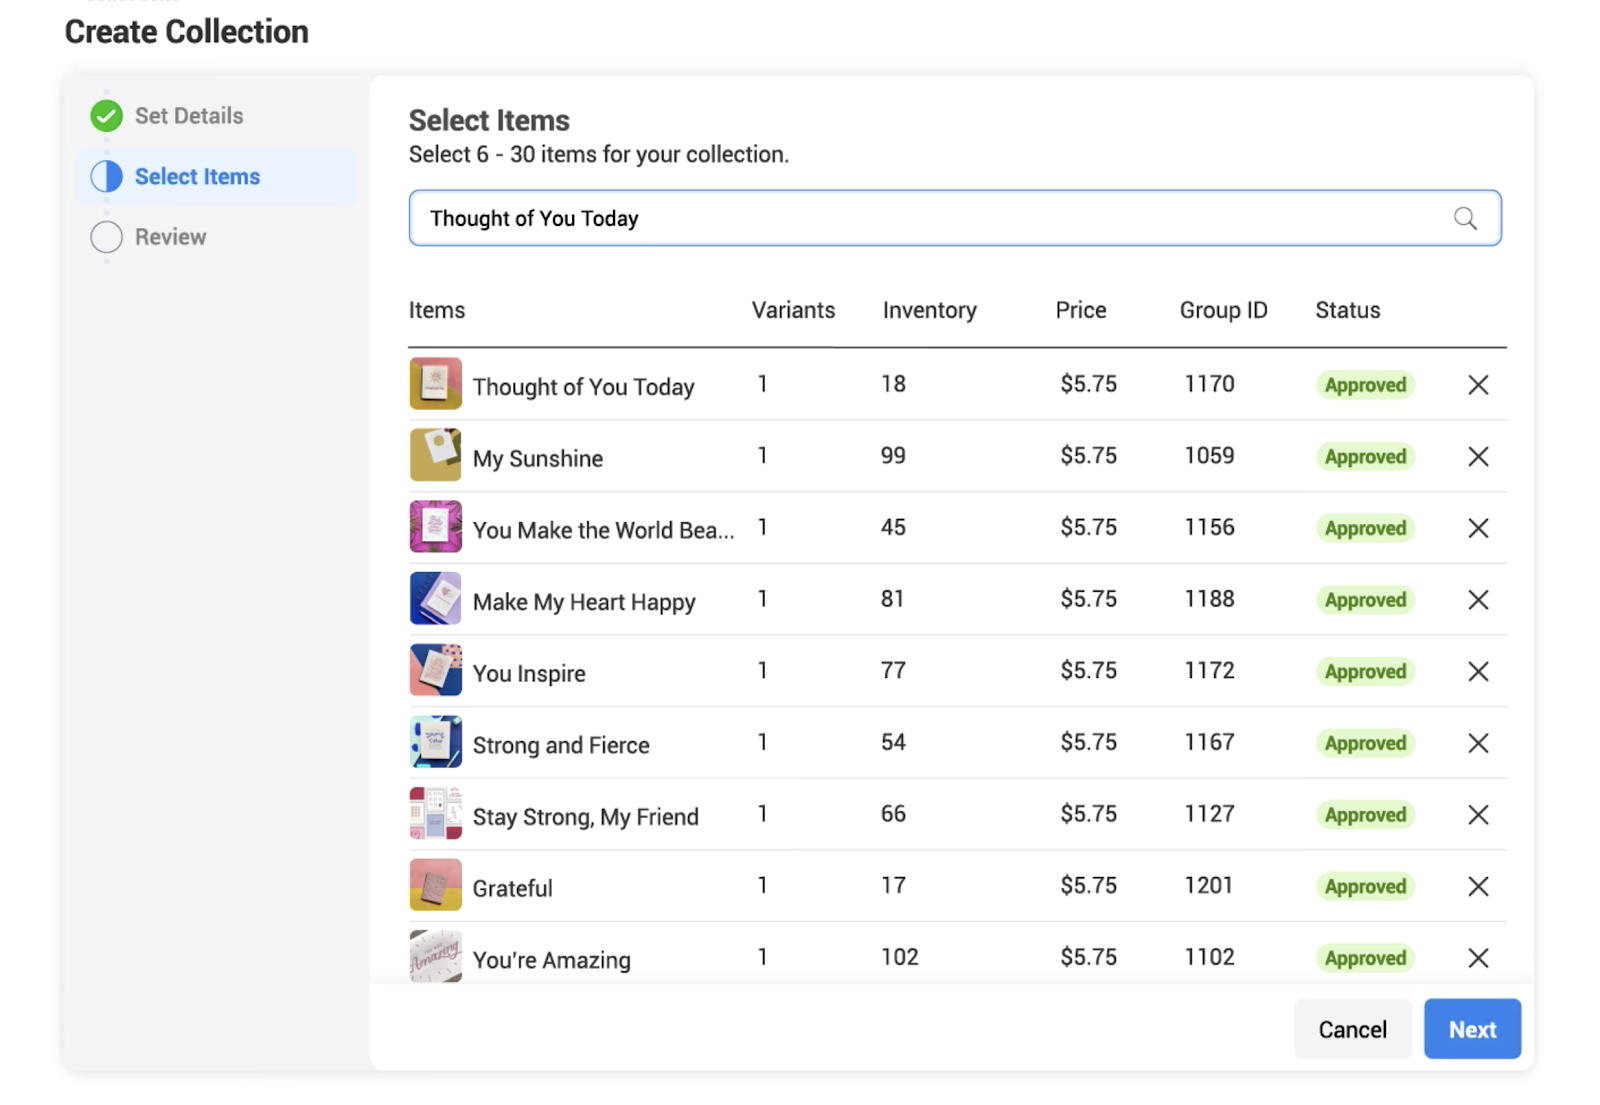 Create Collection
Set Details
Select Items
Review
Select Items
Select 6 - 30 items for your collection.
Thought of You Today
Items Variants Inventory Price Group ID Status
Thought of You Today 1 18 $5.75 1170 Approved
My Sunshine 1 99 $5.75 1059 Approved
You Make the World Bea... 1 45 $5.75 1156 Approved
Make My Heart Happy 1 81 $5.75 1188 Approved
You Inspire 1 77 $5.75 1172 Approved
Strong and Fierce 1 54 $5.75 1167 Approved
Stay Strong, My Friend 1 66 $5.75 1127 Approved
Grateful 1 17 $5.75 1201 Approved
Amazing
You're Amazing 1 102 $5.75 1102 Approved
Cancel Next